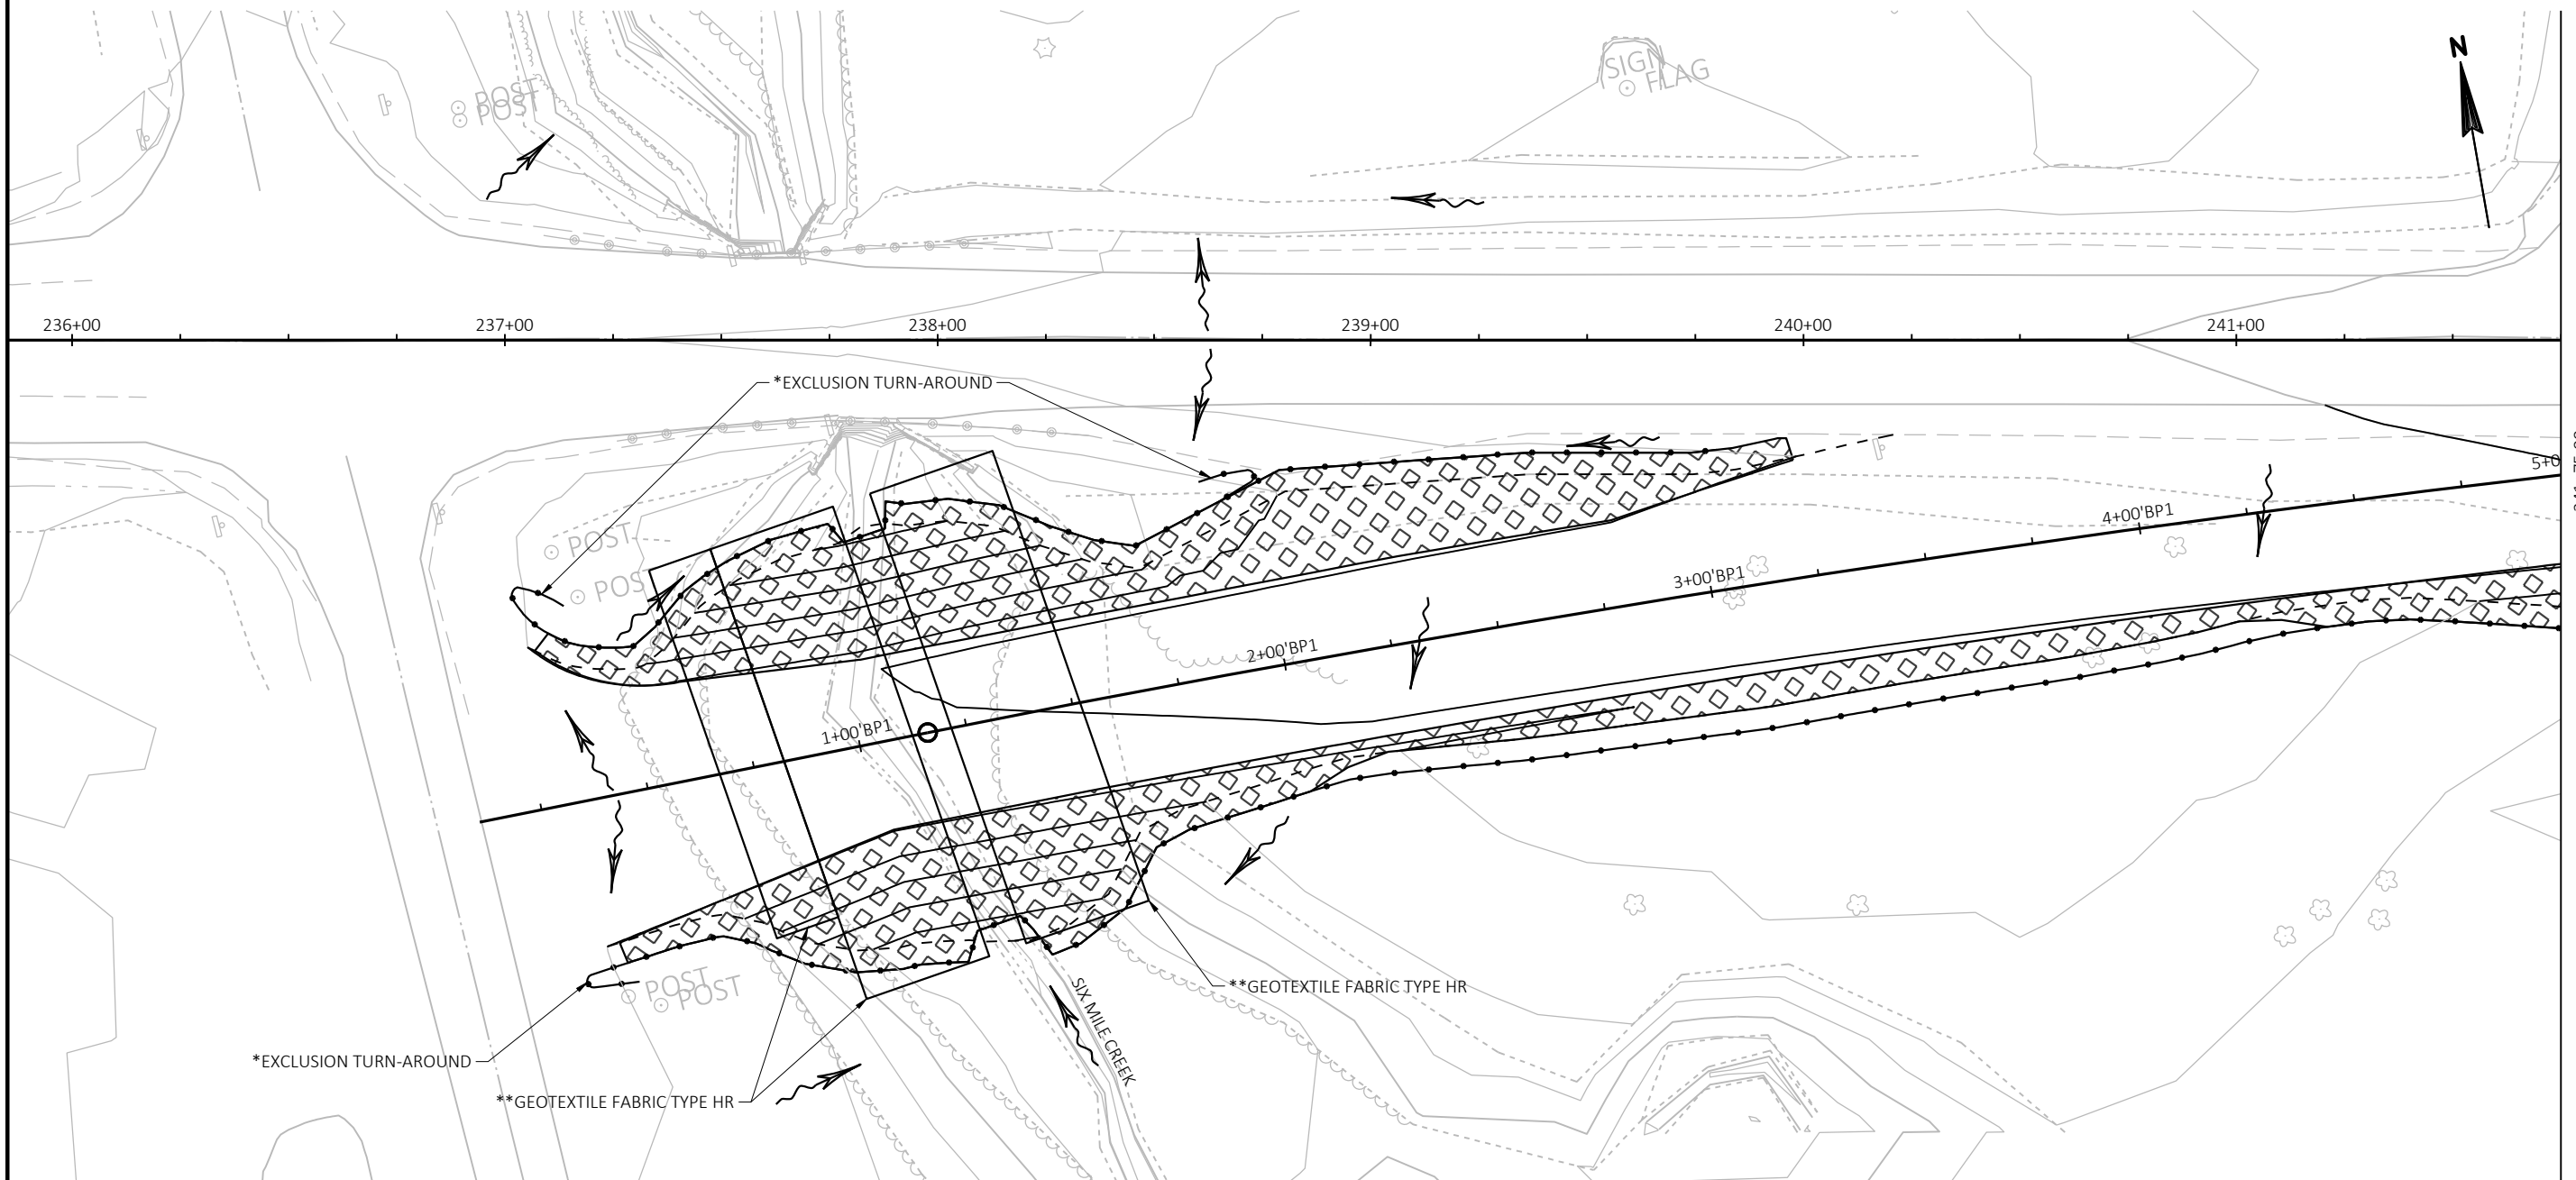 N
SIGN
FLAG
POST
POST
236+00
237+00
238+00
239+00
240+00
241+00
*EXCLUSION TURN-AROUND
5+0
4+00'BP1
3+00'BP1
2+00'BP1
1+00'BP1
POST
POST
POST
POST
SIX MILE CREEK
**GEOTEXTILE FABRIC TYPE HR
*EXCLUSION TURN-AROUND
**GEOTEXTILE FABRIC TYPE HR